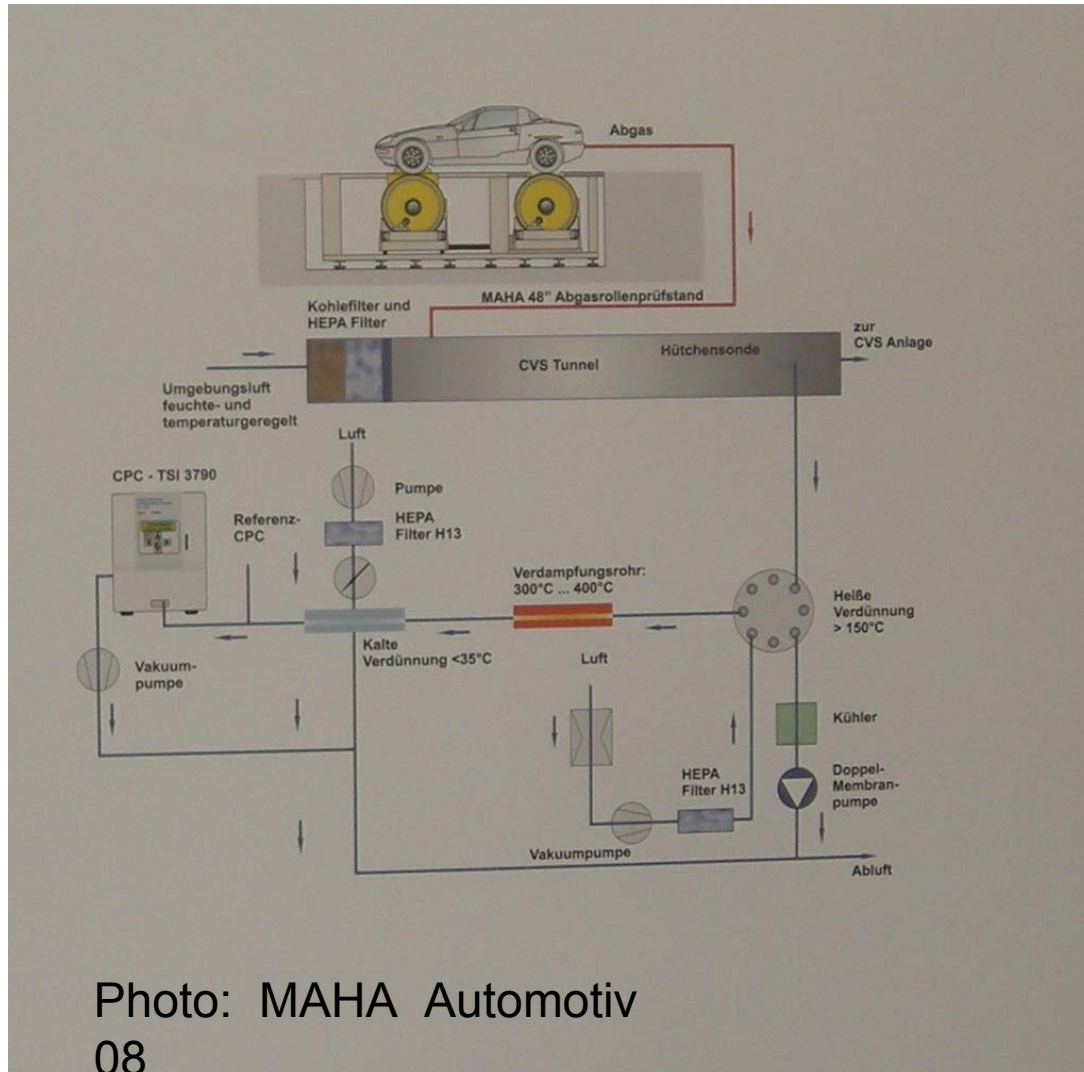 Abgas
MAHA 48" Abgasrollenprüfstand
Kohlefilter und
HEPA Filter
zur
CVS Anlage
Hütchensonde
CVS Tunnel
Umgebungsluft
feuchte- und
temperaturgeregelt
Luft
CPC - TSI 3790
Pumpe
Referenz-
CPC
HEPA
Filter H13
Verdampfungsrohr:
300°C ... 400°C
Heiße
Verdünnung
> 150°C
Kalte
Verdünnung <35°C
Luft
Vakuum-
pumpe
Kühler
HEPA
Filter H13
Doppel-
Membran-
pumpe
Vakuumpumpe
Abluft
Photo: MAHA Automotiv
08